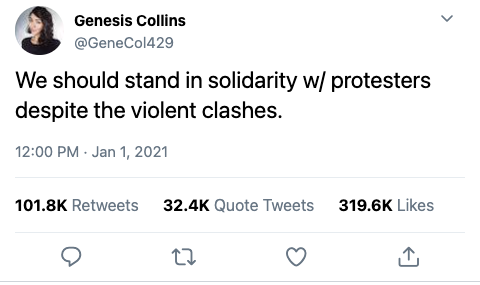 Genesis Collins
@GeneCol429
We should stand in solidarity w/ protesters
despite the violent clashes.
12:00 PM · Jan 1, 2021
101.8K Retweets 32.4K Quote Tweets 319.6K Likes